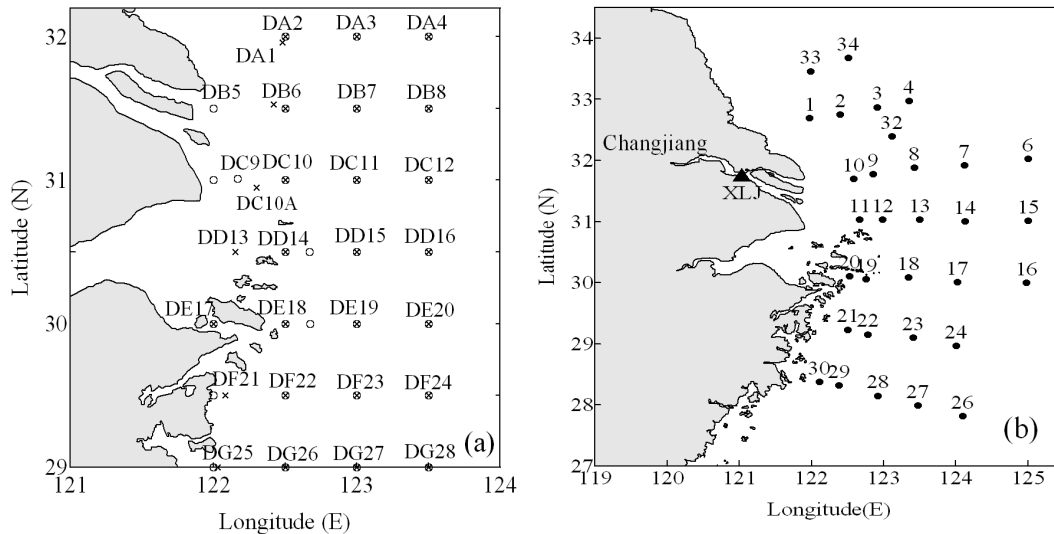 32
DA2 DA3 DA4
DA1
DB5 DB6 DB7 DB8
DC9 DC10 DC11 DC12
31
DC10A
DD13 DD14 DD15 DD16
DE17 DE18 DE19 DE20
30
DF21 DF22 DF23 DF24
(a)
DG25 DG26 DG27 DG28
29
121 122 123 124
Longitude (E)
Latitude (N)
34
33 34
33
1 2 3 4
32
Changjiang
32
10 9 8 7 6
XLJ
31
11 12 13 14 15
30
20 19 18 17 16
29
21 22 23 24
28
30 29 28 27 26
(b)
27
119 120 121 122 123 124 125
Longitude(E)
Latitude (N)